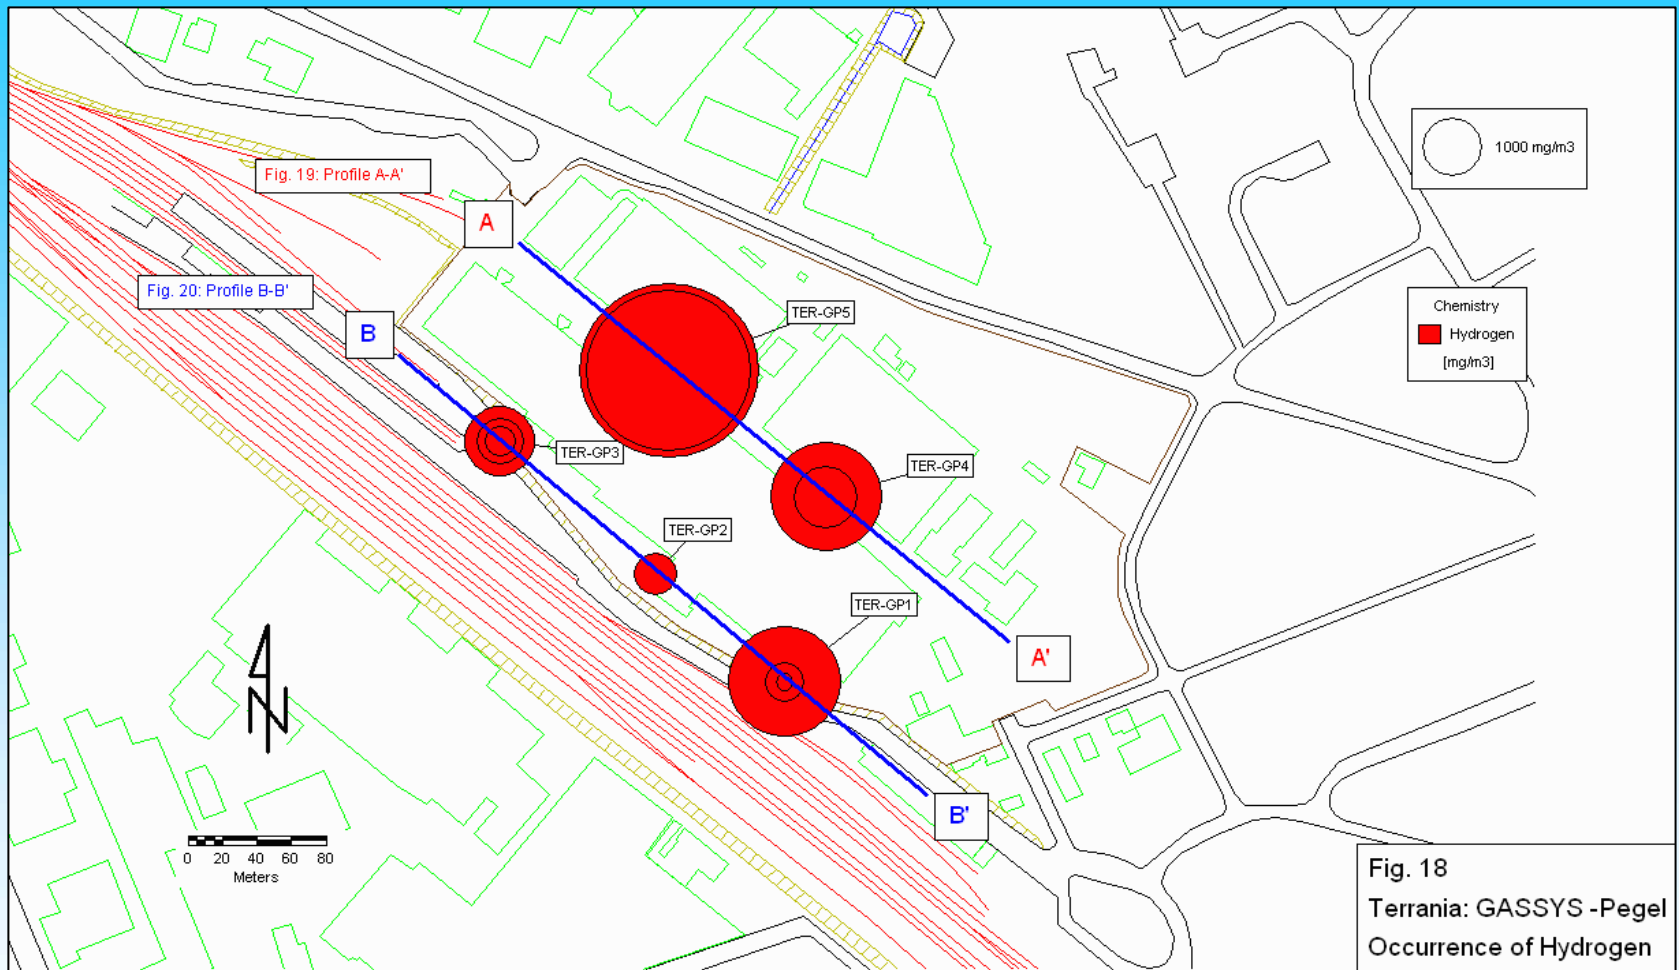 1000 mg/m3
Fig. 19: Profile A-A'
A
Fig. 20: Profile B-B'
B
TER-GP5
Chemistry
Hydrogen
[mg/m3]
TER-GP3
TER-GP4
TER-GP2
TER-GP1
A'
N
B'
0 20 40 60 80
Meters
Fig. 18
Terrania: GASSYS -Pegel
Occurrence of Hydrogen